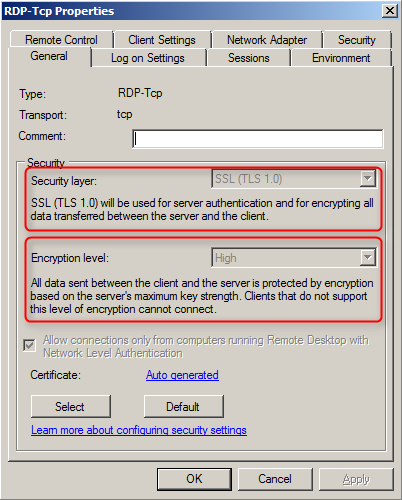 RDP-Tcp Properties
Remote Control Client Settings Network Adapter Security
General Log on Settings Sessions Environment
Type: RDP-Tcp
Transport: tcp
Comment:
Security
Security layer: SSL (TLS 1.0)
SSL (TLS 1.0) will be used for server authentication and for encrypting all
data transferred between the server and the client.
Encryption level: High
All data sent between the client and the server is protected by encryption
based on the server's maximum key strength. Clients that do not support
this level of encryption cannot connect.
Allow connections only from computers running Remote Desktop with
Network Level Authentication
Certificate: Auto generated
Select Default
Learn more about configuring security settings
OK Cancel Apply